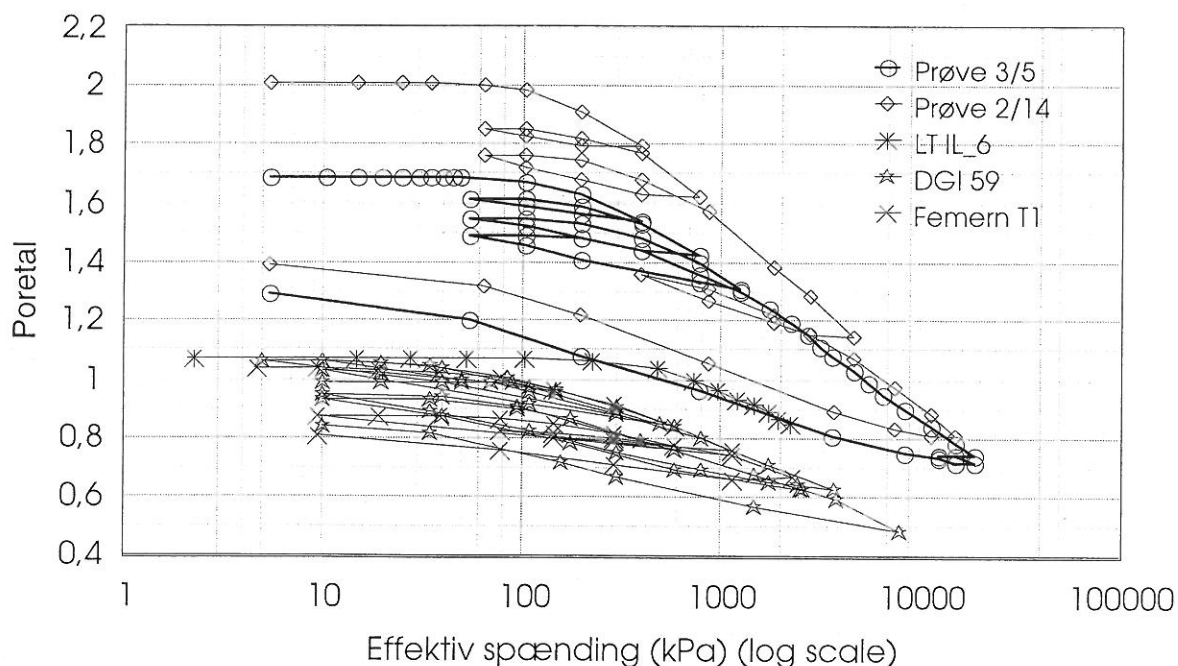 2,2
2
1,8
1,6
1,4
1,2
1
0,8
0,6
0,4
Poretal
Prøve 3/5
Prøve 2/14
LT IL_6
DGI 59
Femern T1
1 10 100 1000 10000 100000
Effektiv spænding (kPa) (log scale)